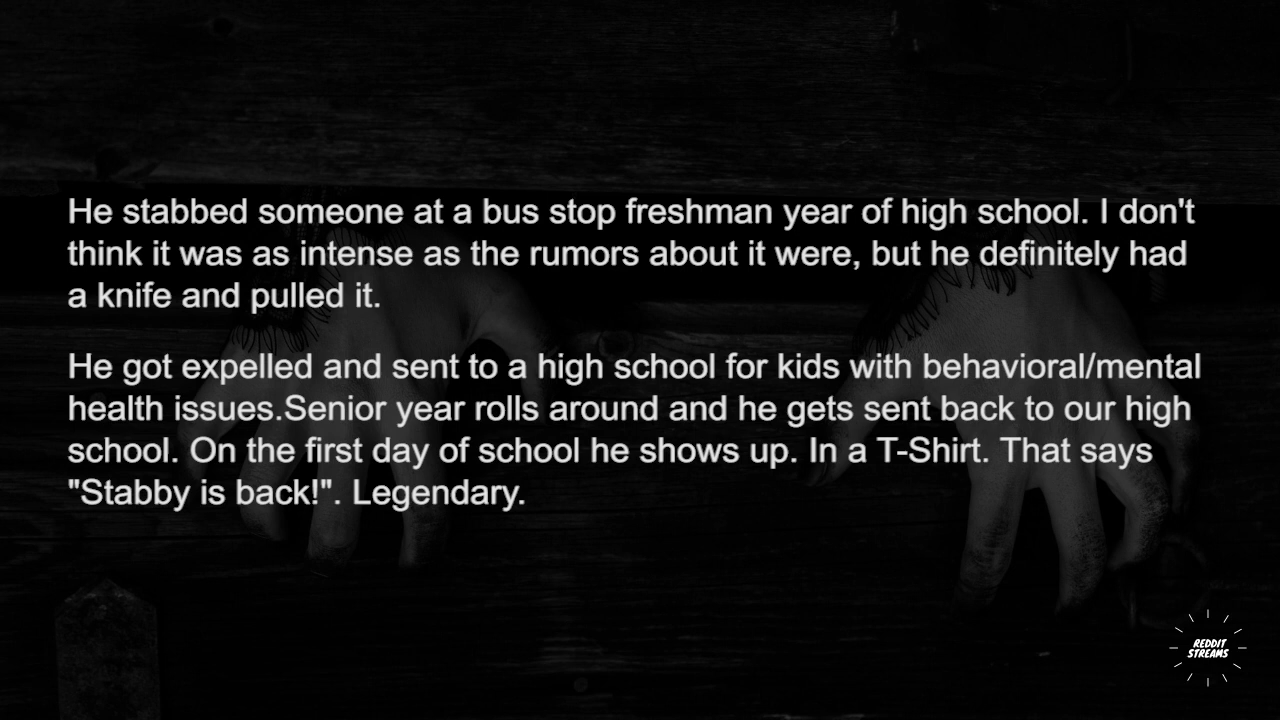 He stabbed someone at a bus stop freshman year of high school. I don't
think it was as intense as the rumors about it were, but he definitely had
a knife and pulled it.
He got expelled and sent to a high school for kids with behavioral/mental
health issues.Senior year rolls around and he gets sent back to our high
school. On the first day of school he shows up. In a T-Shirt. That says
"Stabby is back!". Legendary.
REDDIT
STREAMS